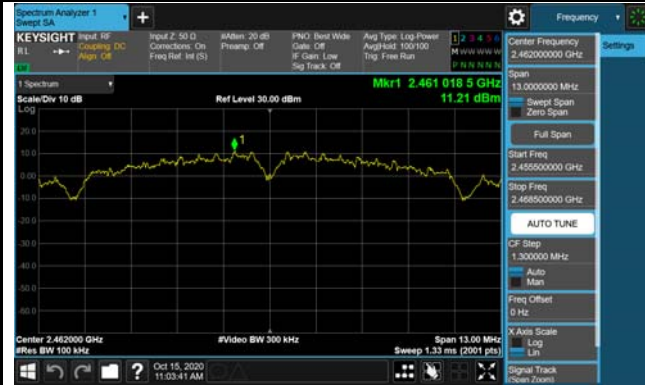 Spectrum Analyzer 1
Swept SA
Frequency
KEYSIGHT
RL
Input: RF
Coupling: DC
Align: Off
Input Z: 50 Ω
Corrections: On
Freq Ref: Int (S)
#Atten: 20 dB
Preamp: Off
PNO: Best Wide
Gate: Off
IF Gain: Low
Sig Track: Off
Avg Type: Log-Power
Avg|Hold: 100/100
Trig: Free Run
1 2 3 4 5 6
M W W W W W
P N N N N N
1 Spectrum
Scale/Div 10 dB
Log
Ref Level 30.00 dBm
Mkr1 2.461 018 5 GHz
11.21 dBm
1
20.0
10.0
0.00
-10.0
-20.0
-30.0
-40.0
-50.0
-60.0
Center 2.462000 GHz
#Res BW 100 kHz
#Video BW 300 kHz
Span 13.00 MHz
Sweep 1.33 ms (2001 pts)
Oct 15, 2020
11:03:41 AM
Center Frequency
2.462000000 GHz
Settings
Span
13.0000000 MHz
Swept Span
Zero Span
Full Span
Start Freq
2.455500000 GHz
Stop Freq
2.468500000 GHz
AUTO TUNE
CF Step
1.300000 MHz
Auto
Man
Freq Offset
0 Hz
X Axis Scale
Log
Lin
Signal Track
(Span Zoom)